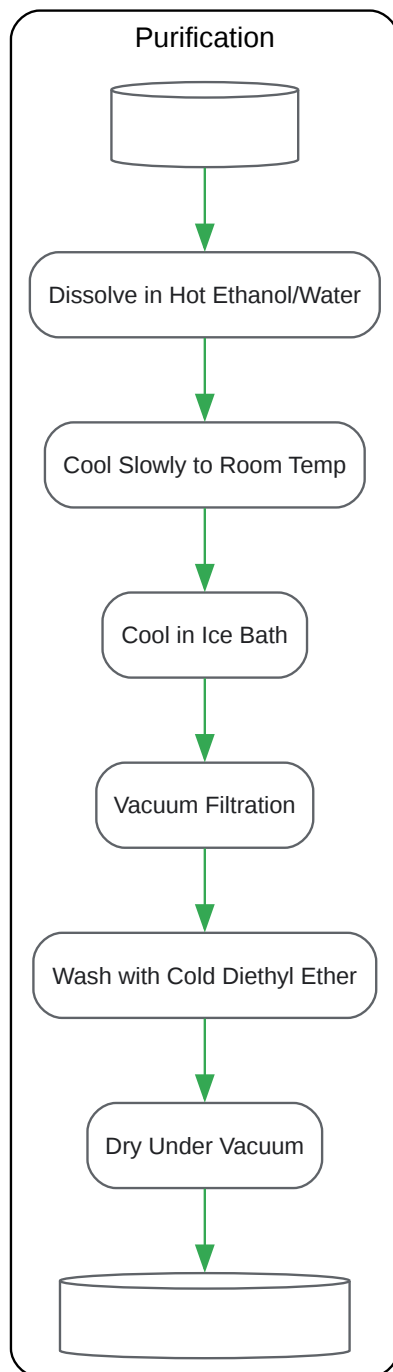 Purification
Dissolve in Hot Ethanol/Water
Cool Slowly to Room Temp
Cool in Ice Bath
Vacuum Filtration
Wash with Cold Diethyl Ether
Dry Under Vacuum